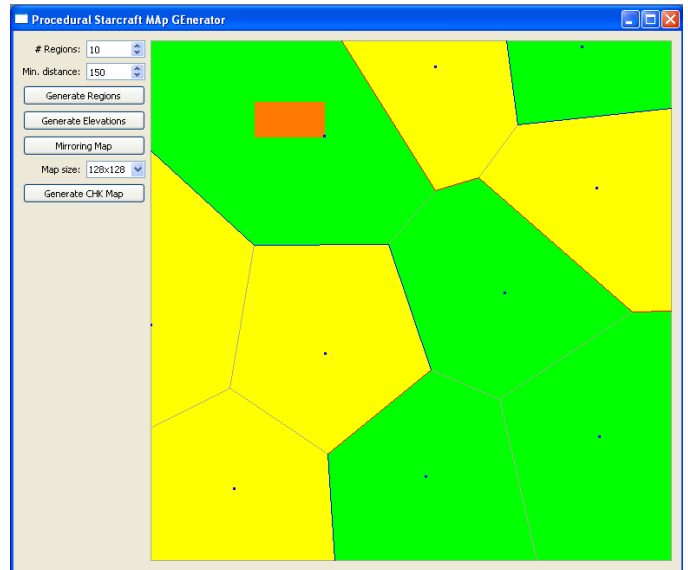 Procedural Starcraft MAp GEnerator
# Regions: 10
Min. distance: 150
Generate Regions
Generate Elevations
Mirroring Map
Map size: 128x128
Generate CHK Map